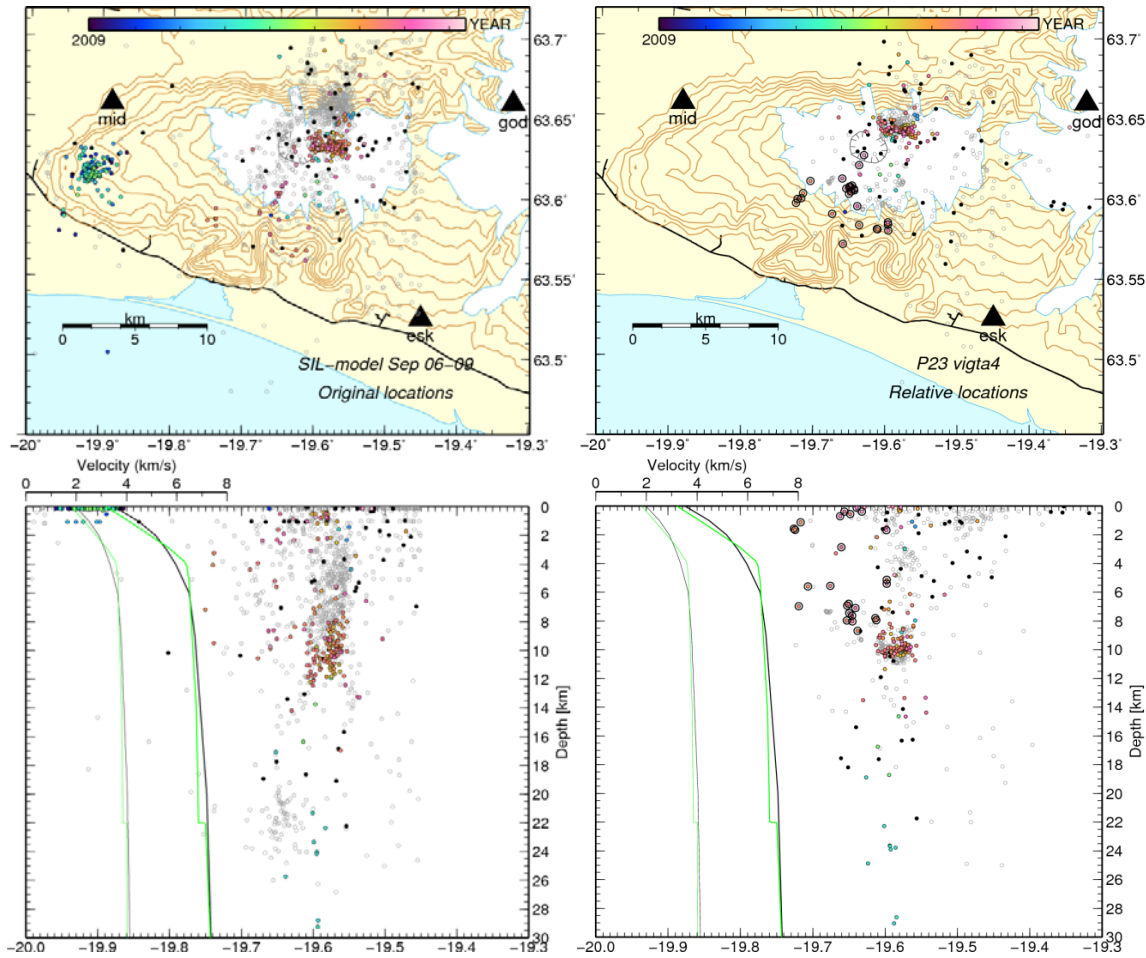 YEAR
2009
63.7°
63.65
63.6°
63.55
63.5°
mid
god
esk
km
0 5 10
SIL-model Sep 06-09
Original locations
-20 -19.9 -19.8 -19.7 -19.6 -19.5 -19.4 -19.3
YEAR
2009
63.7°
63.65
63.6°
63.55
63.5°
mid
god
esk
km
0 5 10
P23 vigta4
Relative locations
-20 -19.9 -19.8 -19.7 -19.6 -19.5 -19.4 -19.3
Velocity (km/s)
0 2 4 6 8
0
2
4
6
8
10
12
14
16
18
20
22
24
26
28
30
Depth [km]
-20.0 -19.9 -19.8 -19.7 -19.6 -19.5 -19.4 -19.3
Velocity (km/s)
0 2 4 6 8
0
2
4
6
8
10
12
14
16
18
20
22
24
26
28
30
Depth [km]
-20.0 -19.9 -19.8 -19.7 -19.6 -19.5 -19.4 -19.3